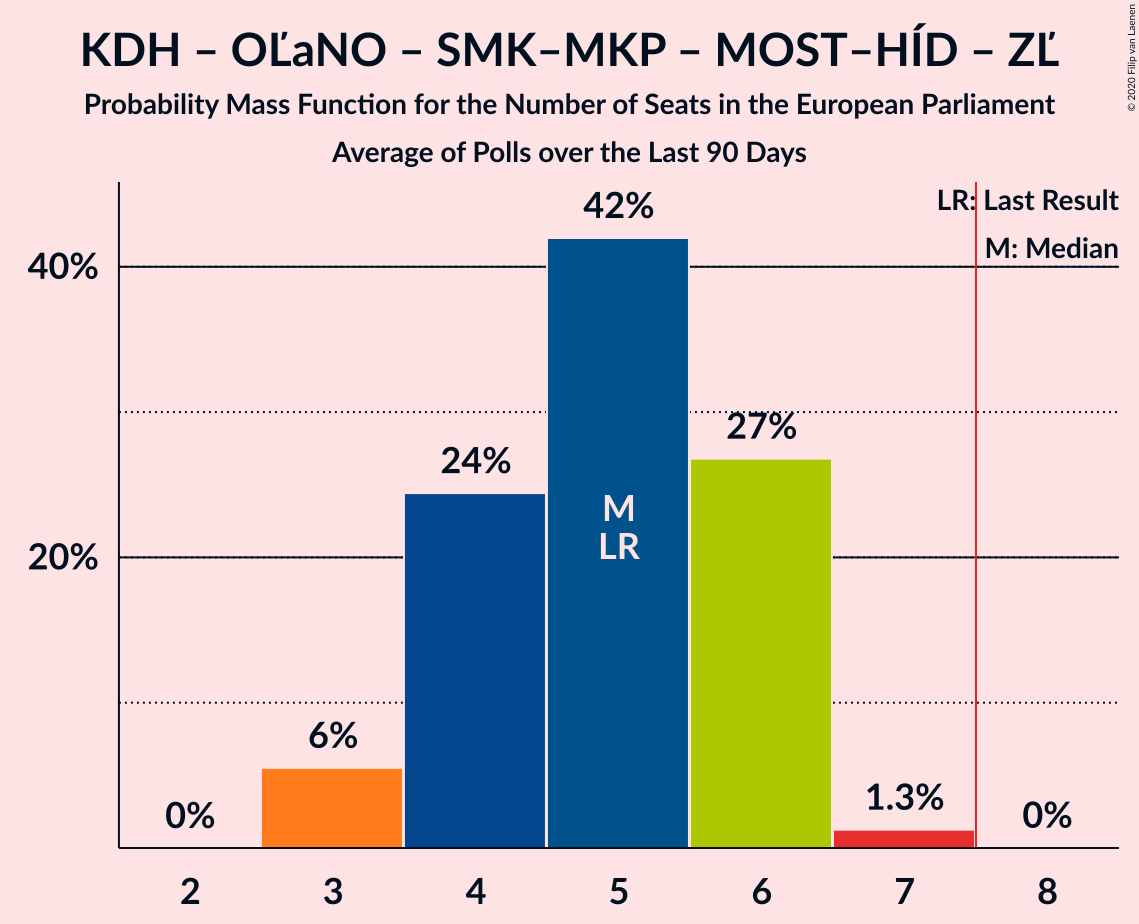 KDH – OĽaNO – SMK–MKP – MOST–HÍD – ZĽ
Probability Mass Function for the Number of Seats in the European Parliament
Average of Polls over the Last 90 Days
© 2020 Filip van Laenen
LR: Last Result
M: Median
40%
20%
0%
6%
24%
42%
27%
1.3%
0%
M
LR
2
3
4
5
6
7
8